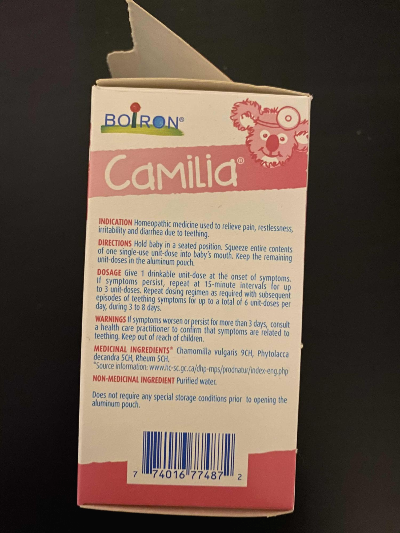 BOIRON®
Camilia®
INDICATION Homeopathic medicine used to relieve pain, restlessness,
irritability and diarrhea due to teething.
DIRECTIONS Hold baby in a seated position. Squeeze entire contents
of one single-use unit-dose into baby's mouth. Keep the remaining
unit-doses in the aluminum pouch.
DOSAGE Give 1 drinkable unit-dose at the onset of symptoms.
If symptoms persist, repeat at 15-minute intervals for up
to 3 unit-doses. Repeat dosing regimen as required with subsequent
episodes of teething symptoms for up to a total of 6 unit-doses per
day, during 3 to 8 days.
WARNINGS If symptoms worsen or persist for more than 3 days, consult
a health care practitioner to confirm that symptoms are related to
teething. Keep out of reach of children.
MEDICINAL INGREDIENTS* Chamomilla vulgaris 9CH, Phytolacca
decandra 5CH, Rheum 5CH.
*Source information: www.hc-sc.gc.ca/dhp-mps/prodnatur/index-eng.php
NON-MEDICINAL INGREDIENT Purified water.
Does not require any special storage conditions prior to opening the
aluminum pouch.
7 74016 77487 2